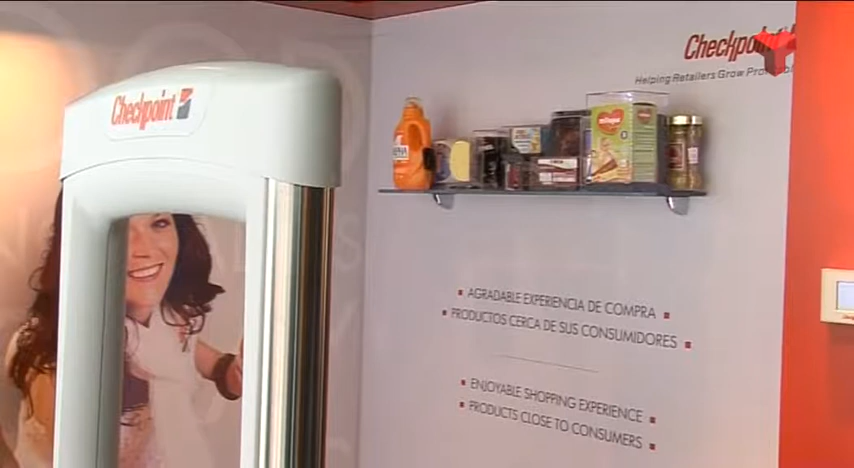 Checkpoint
Checkpoint
Helping Retailers Grow
milupa
AGRADABLE EXPERIENCIA DE COMPRA
PRODUCTOS CERCA DE SUS CONSUMIDORES
ENJOYABLE SHOPPING EXPERIENCE
PRODUCTS CLOSE TO CONSUMERS